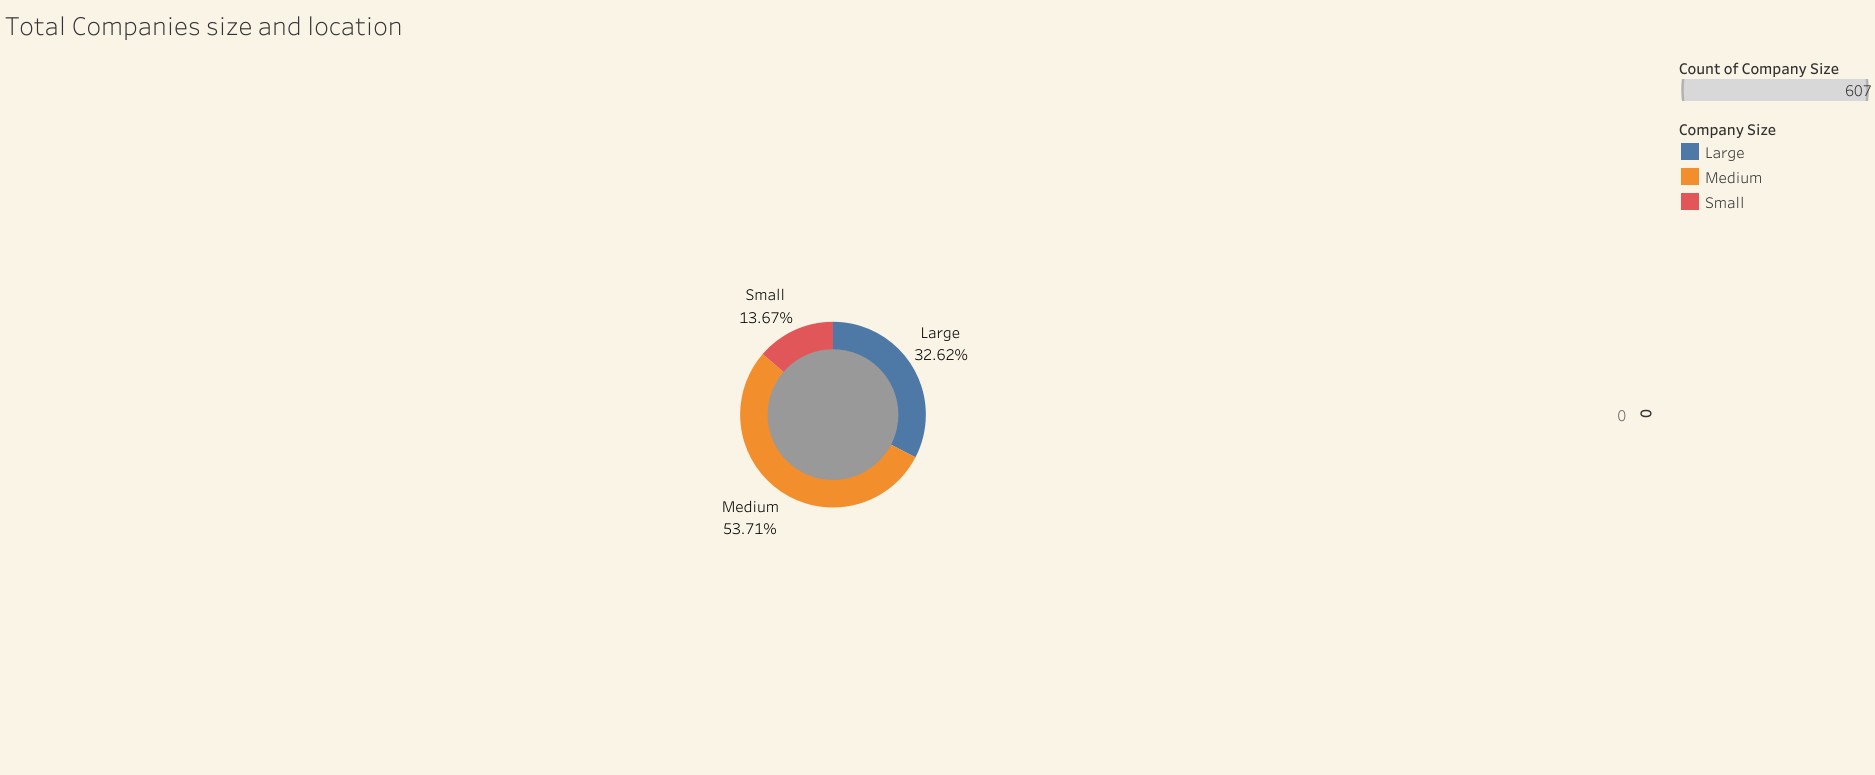 Total Companies size and location
Count of Company Size
607
Company Size
Large
Medium
Small
Small
13.67%
Large
32.62%
0
0
Medium
53.71%